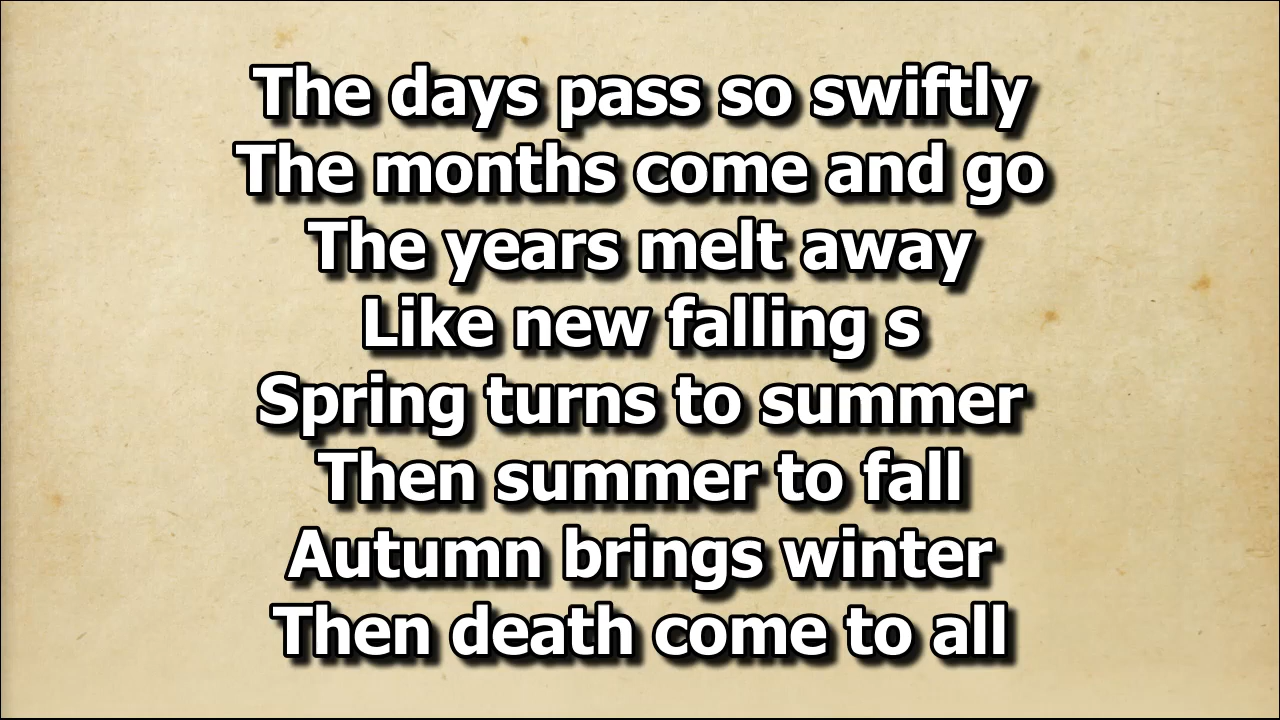 The days pass so swiftly
The months come and go
The years melt away
Like new falling s
Spring turns to summer
Then summer to fall
Autumn brings winter
Then death come to all